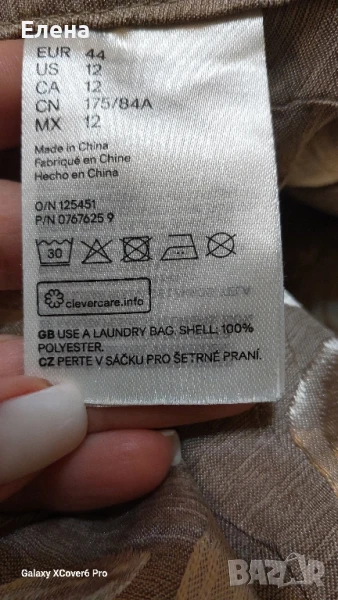 Елена
EUR 44
US 12
CA 12
CN 175/84A
MX 12
Made in China
Fabriqué en Chine
Hecho en China
O/N 125451
P/N 0767625 9
30
clevercare.info
GB USE A LAUNDRY BAG. SHELL: 100%
POLYESTER.
CZ PERTE V SÁČKU PRO ŠETRNÉ PRANÍ.
Galaxy XCover6 Pro
BAZAR